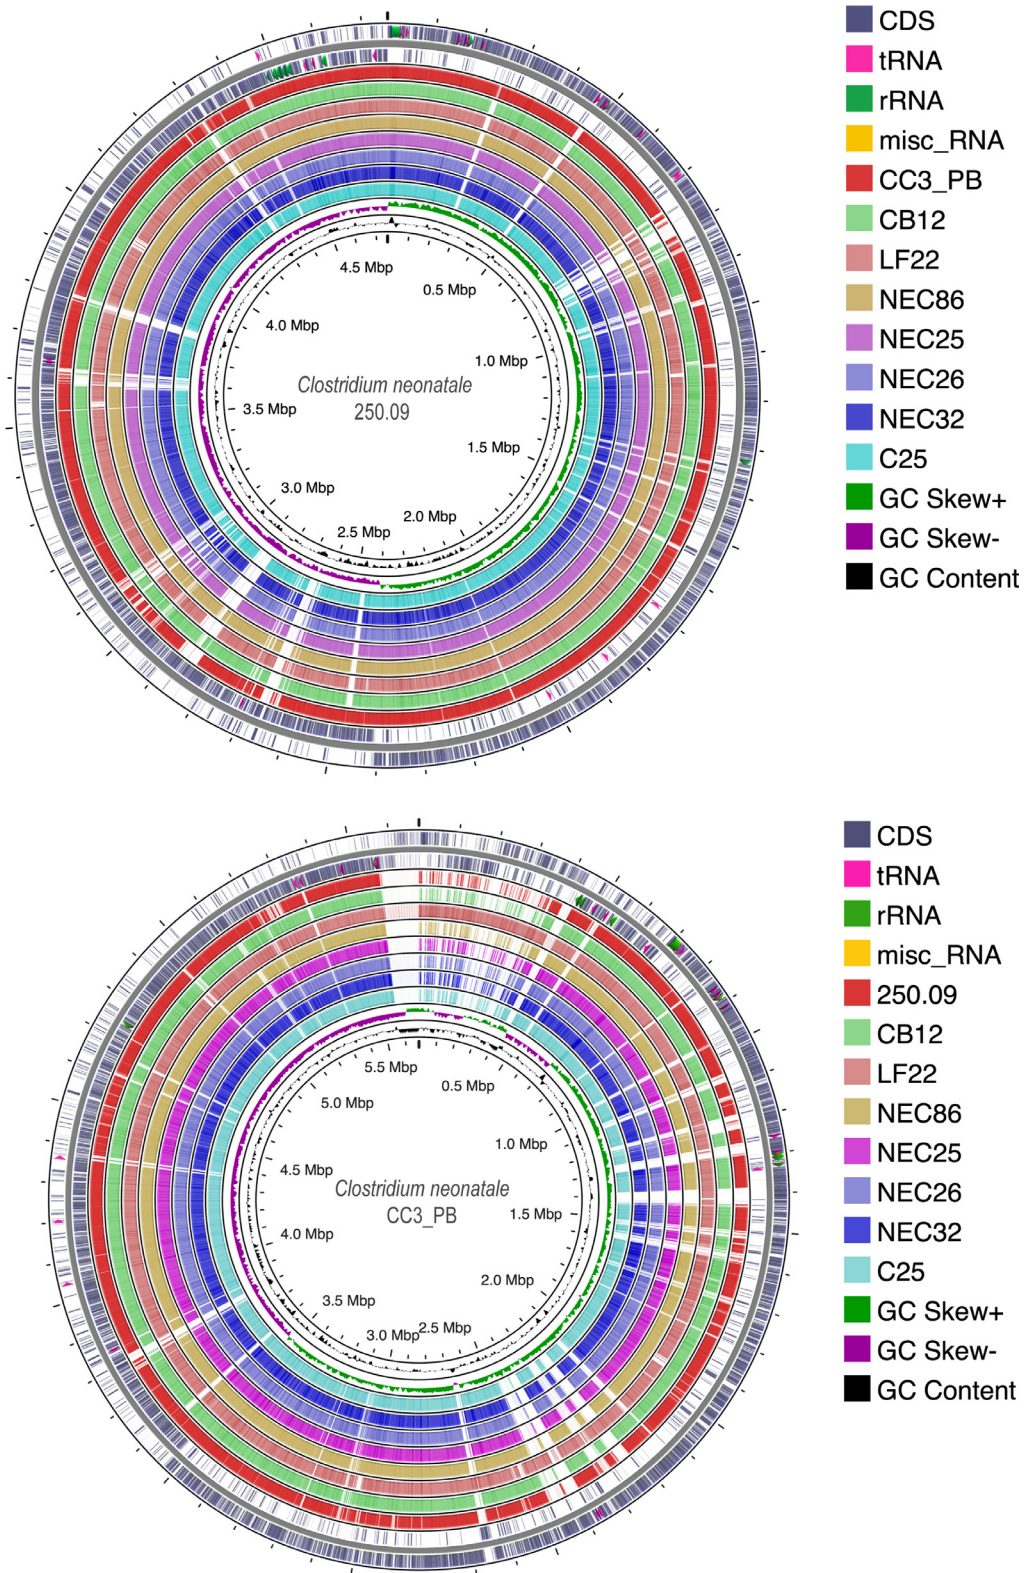 CDS
tRNA
rRNA
misc_RNA
CC3_PB
CB12
LF22
NEC86
NEC25
NEC26
NEC32
C25
GC Skew+
GC Skew-
GC Content
4.5 Mbp
0.5 Mbp
4.0 Mbp
1.0 Mbp
Clostridium neonatale
250.09
3.5 Mbp
1.5 Mbp
3.0 Mbp
2.0 Mbp
2.5 Mbp
CDS
tRNA
rRNA
misc_RNA
250.09
CB12
LF22
NEC86
NEC25
NEC26
NEC32
C25
GC Skew+
GC Skew-
GC Content
5.5 Mbp
0.5 Mbp
5.0 Mbp
1.0 Mbp
4.5 Mbp
Clostridium neonatale
CC3_PB
1.5 Mbp
4.0 Mbp
2.0 Mbp
3.5 Mbp
3.0 Mbp
2.5 Mbp